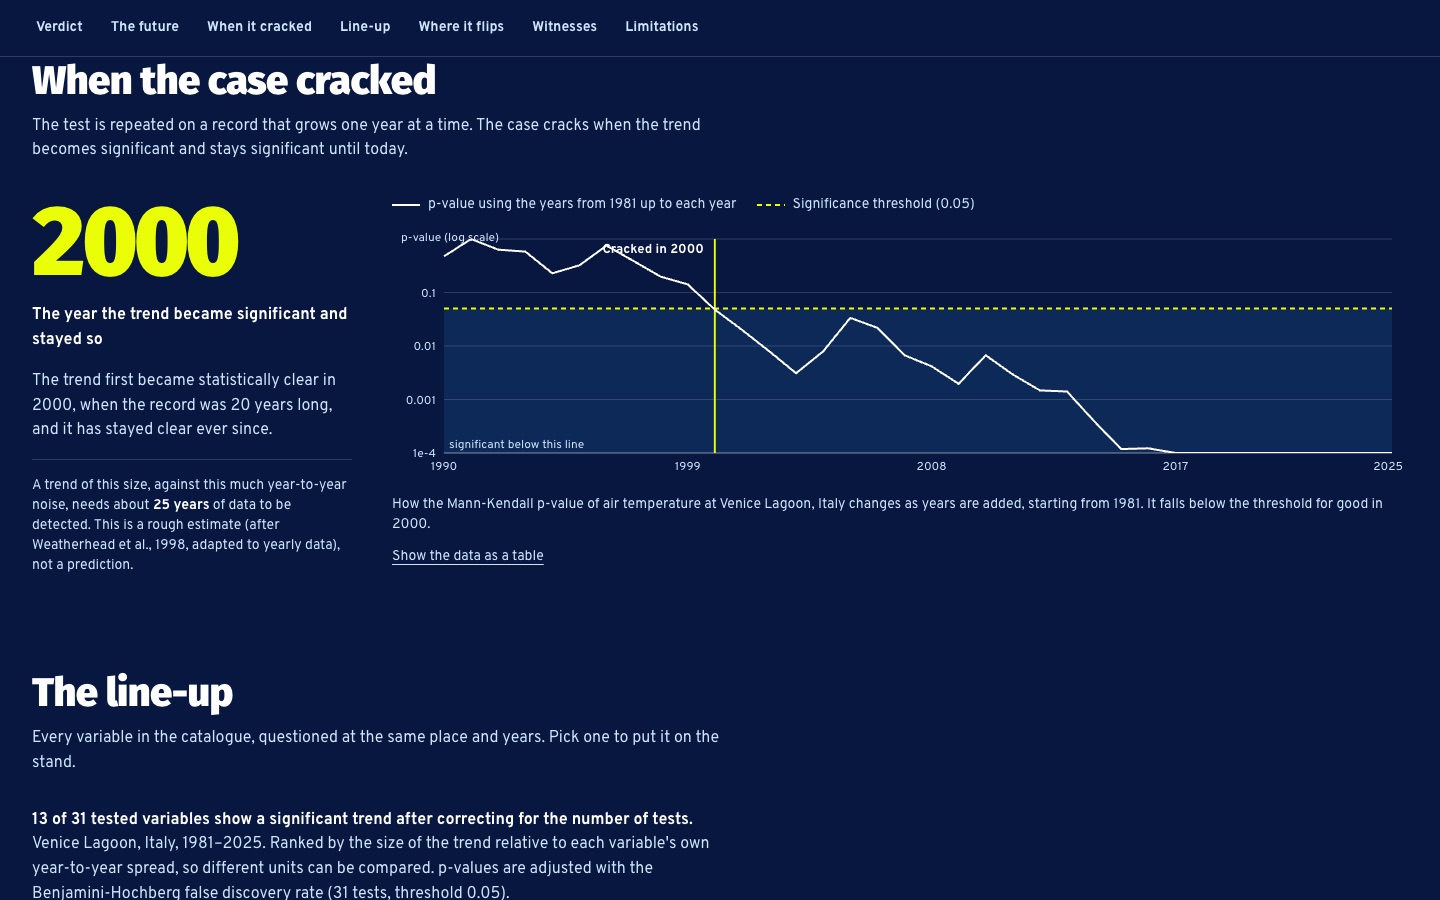 Verdict The future When it cracked Line-up Where it flips Witnesses Limitations
When the case cracked
The test is repeated on a record that grows one year at a time. The case cracks when the trend
becomes significant and stays significant until today.
2000
The year the trend became significant and
stayed so
The trend first became statistically clear in
2000, when the record was 20 years long,
and it has stayed clear ever since.
A trend of this size, against this much year-to-year
noise, needs about 25 years of data to be
detected. This is a rough estimate (after
Weatherhead et al., 1998, adapted to yearly data),
not a prediction.
p-value using the years from 1981 up to each year Significance threshold (0.05)
p-value (log scale)
Cracked in 2000
0.1
0.01
0.001
significant below this line
1e-4
1990 1999 2008 2017 2025
How the Mann-Kendall p-value of air temperature at Venice Lagoon, Italy changes as years are added, starting from 1981. It falls below the threshold for good in
2000.
Show the data as a table
The line-up
Every variable in the catalogue, questioned at the same place and years. Pick one to put it on the
stand.
13 of 31 tested variables show a significant trend after correcting for the number of tests.
Venice Lagoon, Italy, 1981–2025. Ranked by the size of the trend relative to each variable's own
year-to-year spread, so different units can be compared. p-values are adjusted with the
Benjamini-Hochberg false discovery rate (31 tests, threshold 0.05).